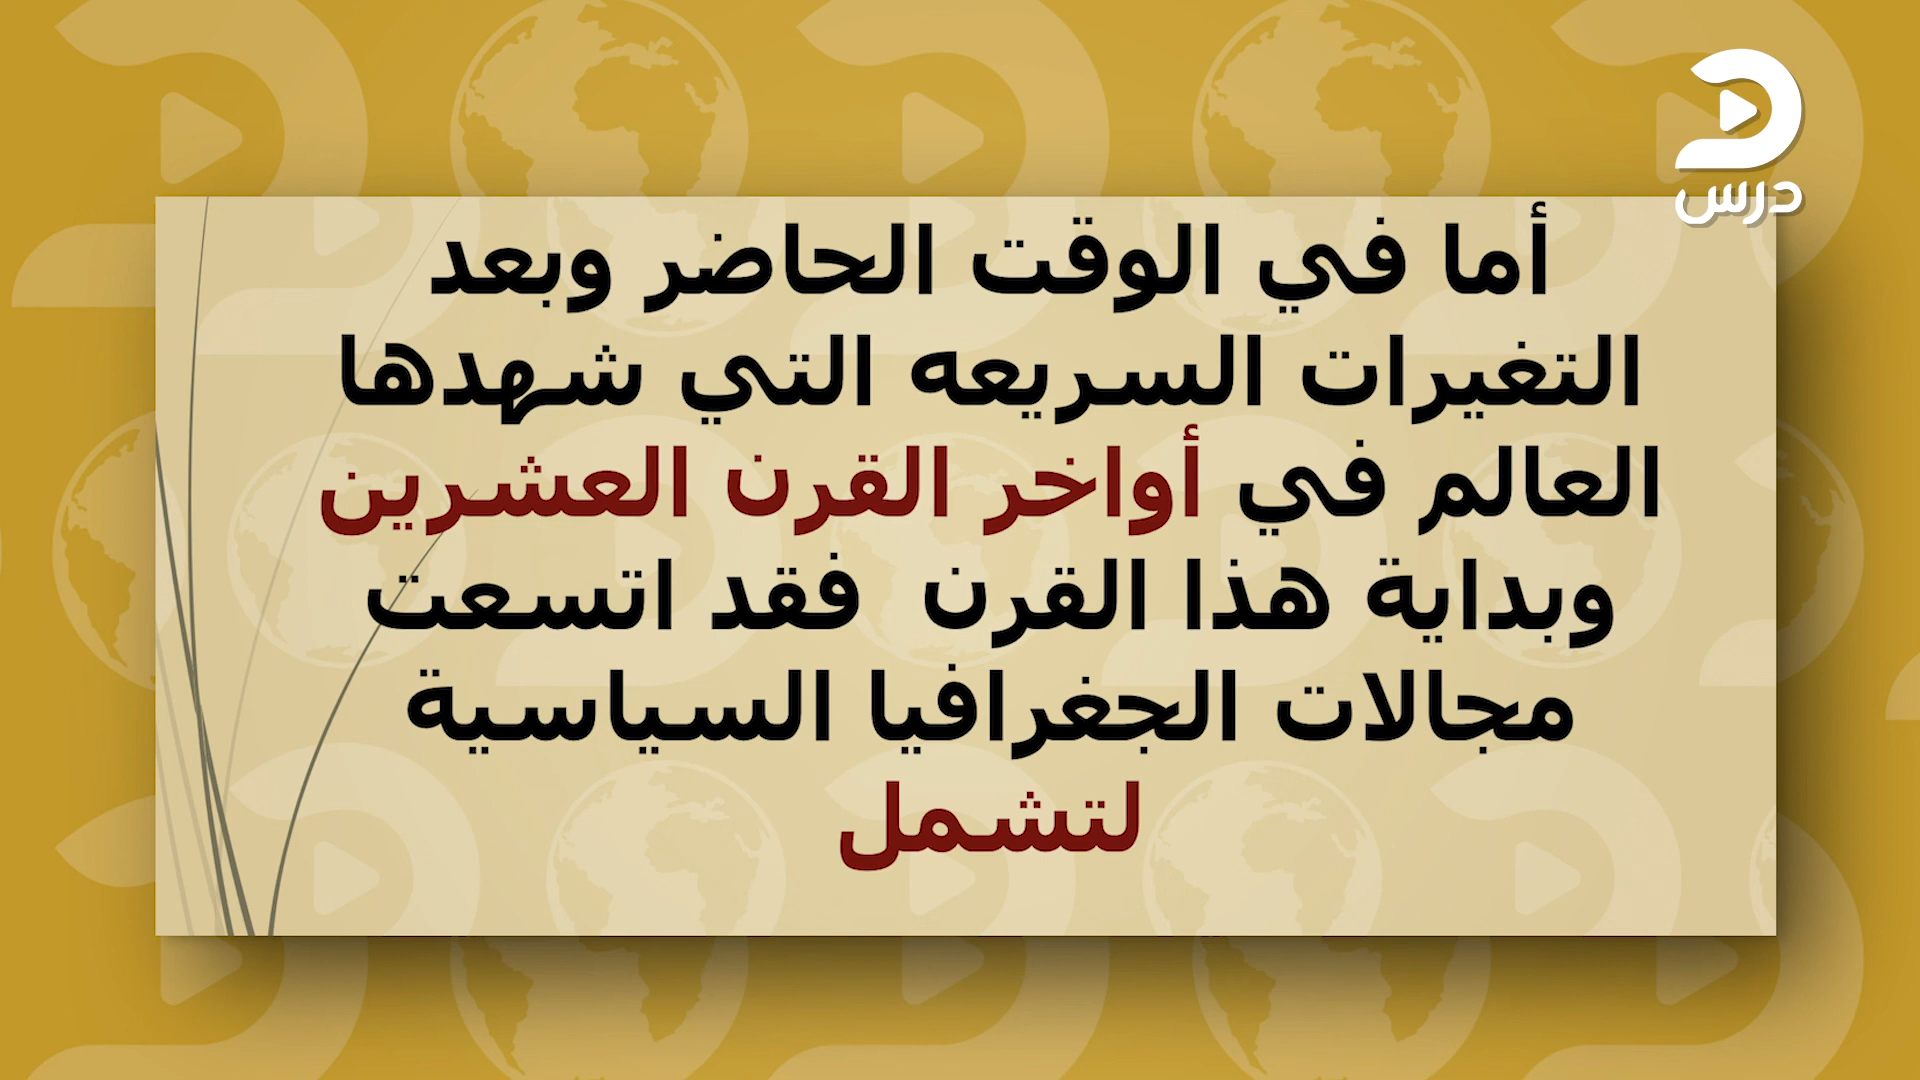 درس
أما في الوقت الحاضر وبعد
التغيرات السريعه التي شهدها
العالم في أواخر القرن العشرين
وبداية هذا القرن فقد اتسعت
مجالات الجغرافيا السياسية
لتشمل